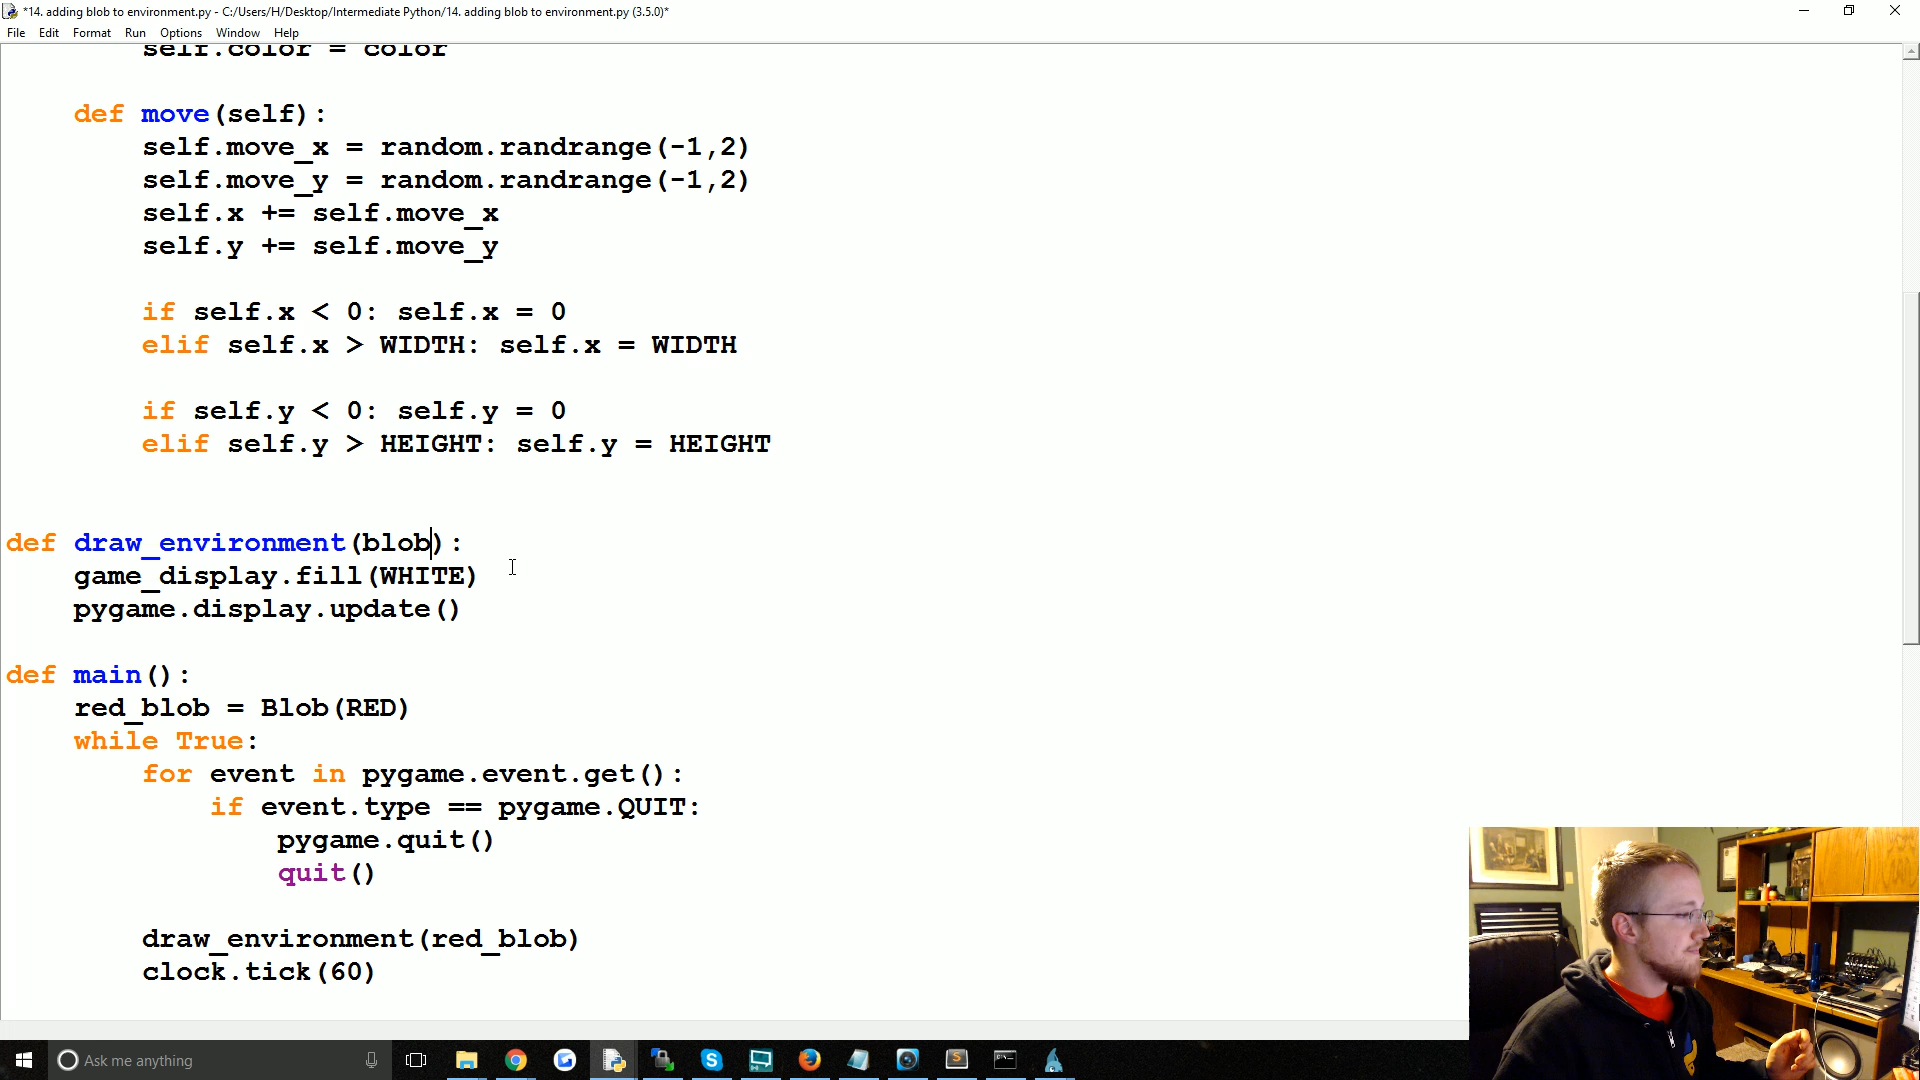 *14. adding blob to environment.py - C:/Users/H/Desktop/Intermediate Python/14. adding blob to environment.py (3.5.0)*
File Edit Format Run Options Window Help
self.color = color
def move(self):
self.move_x = random.randrange(-1,2)
self.move_y = random.randrange(-1,2)
self.x += self.move_x
self.y += self.move_y
if self.x < 0: self.x = 0
elif self.x > WIDTH: self.x = WIDTH
if self.y < 0: self.y = 0
elif self.y > HEIGHT: self.y = HEIGHT
def draw_environment(blob):
game_display.fill(WHITE)
pygame.display.update()
def main():
red_blob = Blob(RED)
while True:
for event in pygame.event.get():
if event.type == pygame.QUIT:
pygame.quit()
quit()
draw_environment(red_blob)
clock.tick(60)
Ask me anything